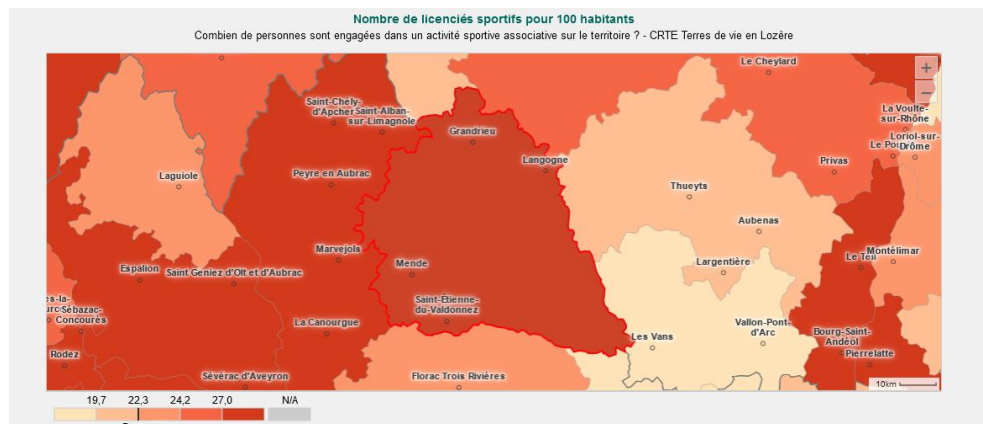 Nombre de licenciés sportifs pour 100 habitants
Combien de personnes sont engagées dans un activité sportive associative sur le territoire ? - CRTE Terres de vie en Lozère
Le Cheylard
+
−
Saint-Chély-
d'Apcher
Saint-Alban-
sur-Limagnole
La Voulte-
sur-Rhône
Grandrieu
Loriol-sur-
Drôme
Le Pou
Langogne
Privas
Laguiole
Peyre en Aubrac
Thueyts
Aubenas
Marvejols
Montélimar
Le Teil
Mende
Largentière
Espalion
Saint Geniez d'Olt et d'Aubrac
Saint-Étienne-
du-Valdonnez
Sébazac-
Concourès
La Canourgue
Vallon-Pont-
d'Arc
Bourg-Saint-
Andéol
Les Vans
Pierrelatte
Rodez
Sévérac d'Aveyron
Florac Trois Rivières
10km
19,7 22,3 24,2 27,0 N/A